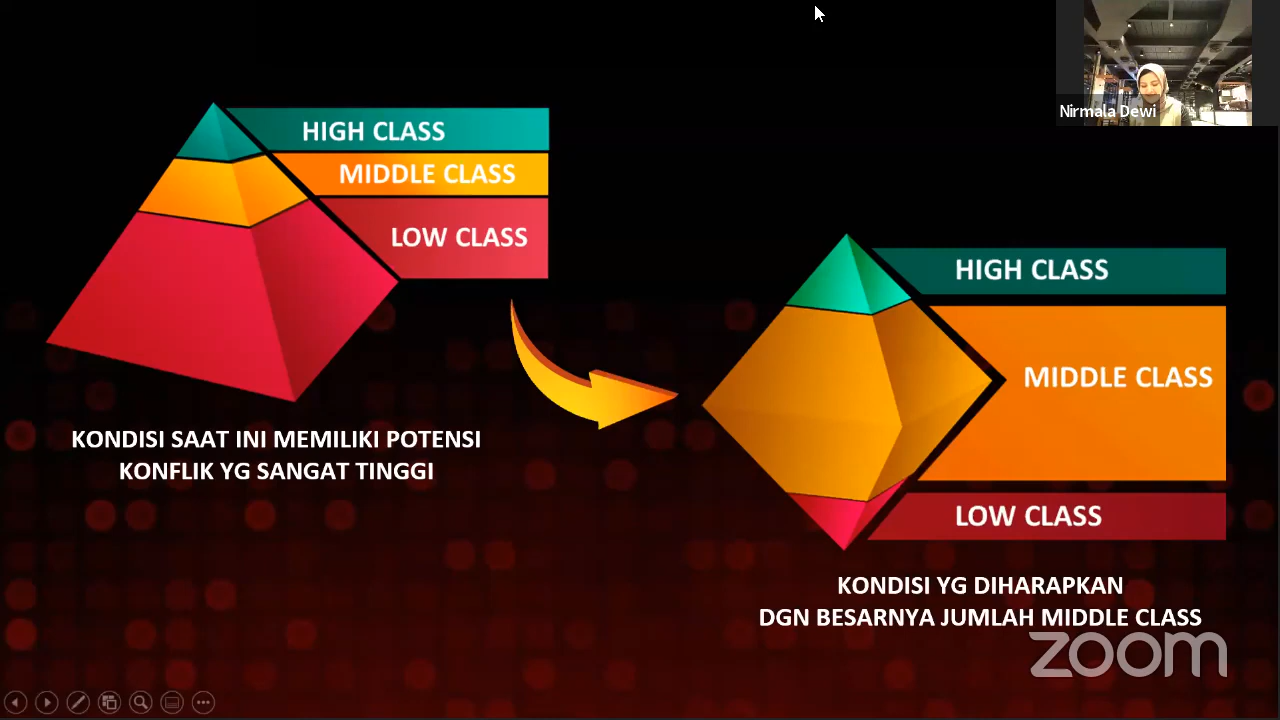 Nirmala Dewi
HIGH CLASS
MIDDLE CLASS
LOW CLASS
KONDISI SAAT INI MEMILIKI POTENSI
KONFLIK YG SANGAT TINGGI
HIGH CLASS
MIDDLE CLASS
LOW CLASS
KONDISI YG DIHARAPKAN
DGN BESARNYA JUMLAH MIDDLE CLASS
zoom